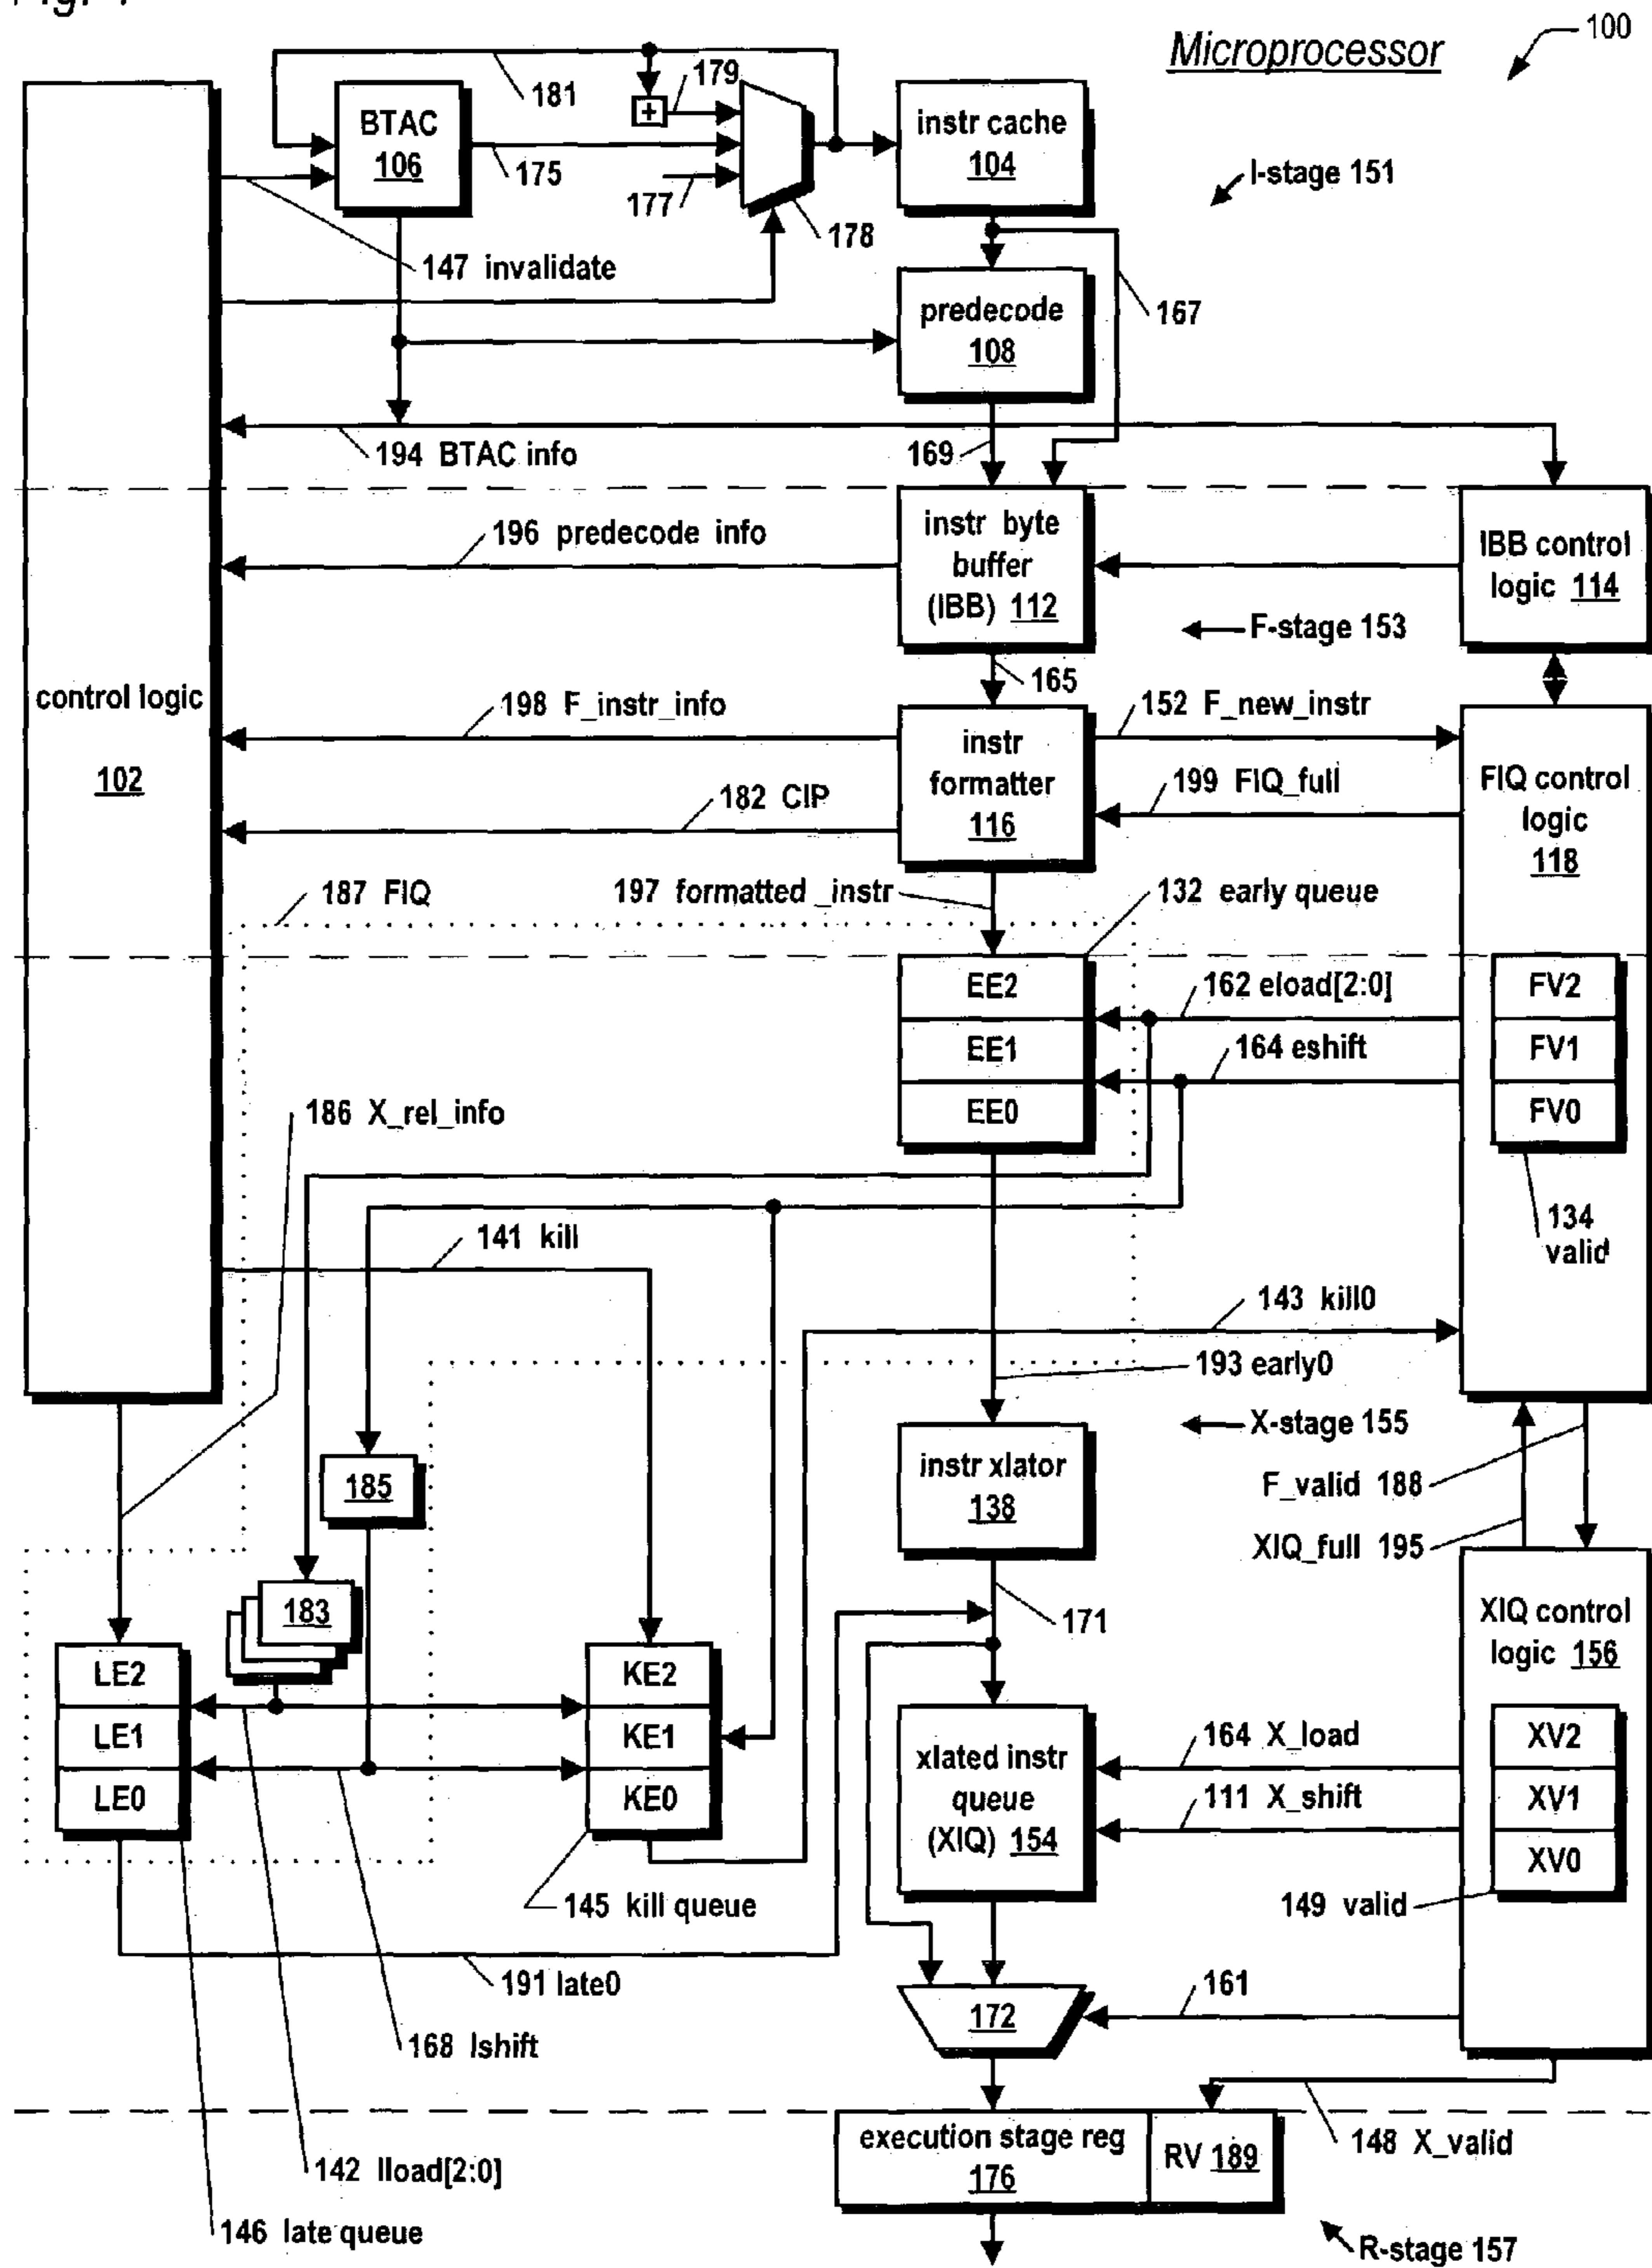 Fig. 1
Microprocessor
100
181
179
BTAC
106
+
instr cache
104
175
177
178
I-stage 151
147 invalidate
predecode
108
167
194 BTAC info
169
196 predecode info
instr byte
buffer
(IBB) 112
IBB control
logic 114
F-stage 153
165
control logic
102
198 F_instr_info
instr
formatter
116
152 F_new_instr
199 FIQ_full
182 CIP
FIQ control
logic
118
187 FIQ
197 formatted_instr
132 early queue
EE2
EE1
EE0
162 eload[2:0]
164 eshift
FV2
FV1
FV0
186 X_rel_info
134
valid
141 kill
143 kill0
193 early0
X-stage 155
185
instr xlator
138
F_valid 188
XIQ_full 195
183
171
XIQ control
logic 156
LE2
LE1
LE0
KE2
KE1
KE0
xlated instr
queue
(XIQ) 154
164 X_load
111 X_shift
XV2
XV1
XV0
145 kill queue
149 valid
191 late0
161
172
168 lshift
execution stage reg
176
RV 189
148 X_valid
142 lload[2:0]
146 late queue
R-stage 157